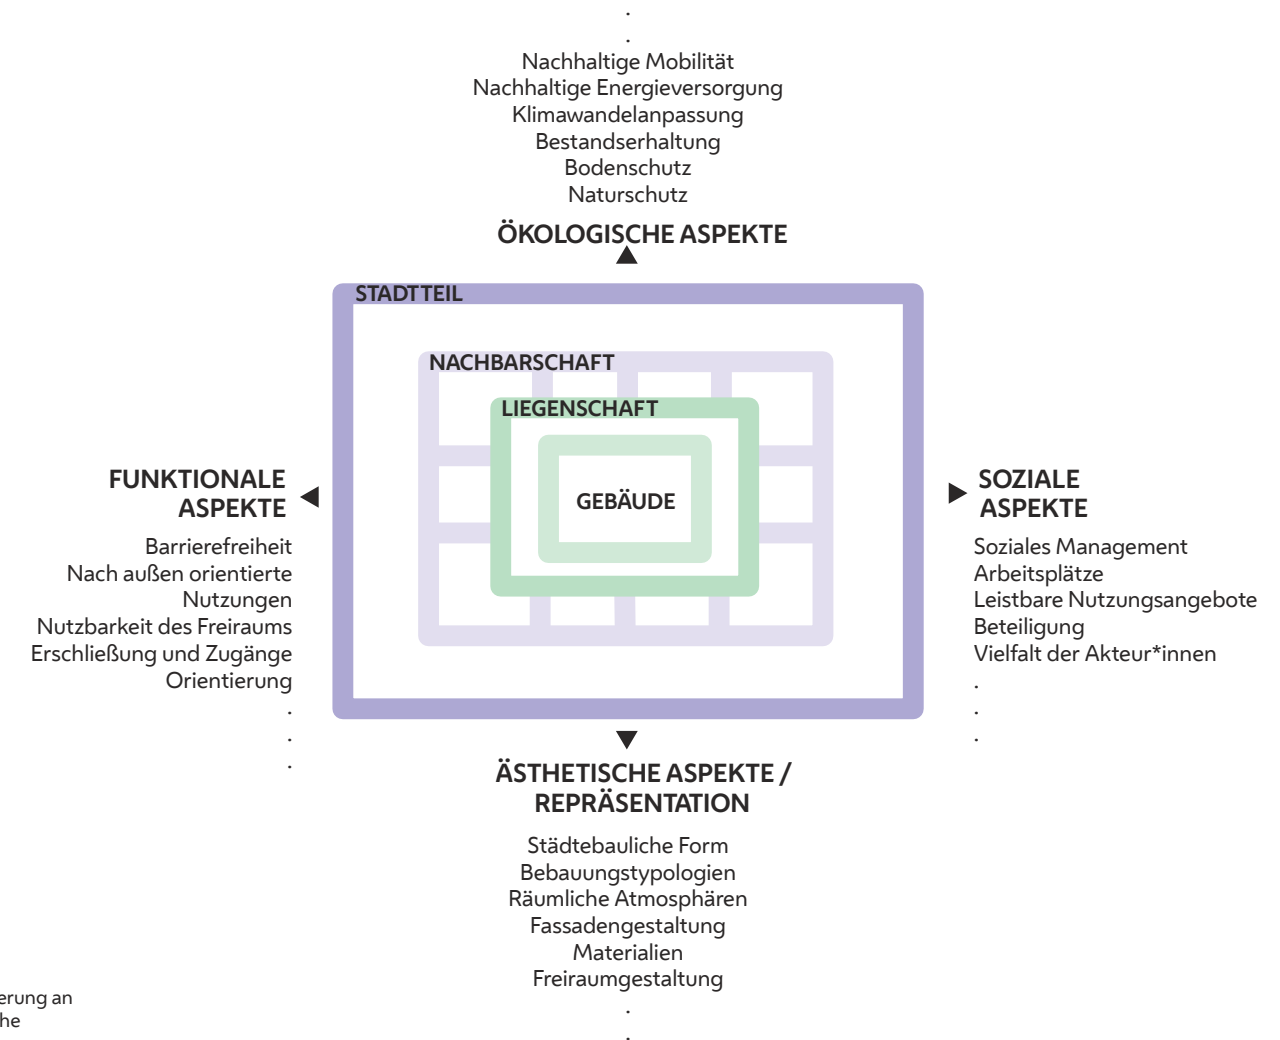 .
.
Nachhaltige Mobilität
Nachhaltige Energieversorgung
Klimawandelanpassung
Bestandserhaltung
Bodenschutz
Naturschutz
ÖKOLOGISCHE ASPEKTE
STADTTEIL
NACHBARSCHAFT
LIEGENSCHAFT
GEBÄUDE
FUNKTIONALE
ASPEKTE
Barrierefreiheit
Nach außen orientierte
Nutzungen
Nutzbarkeit des Freiraums
Erschließung und Zugänge
Orientierung
.
.
.
SOZIALE
ASPEKTE
Soziales Management
Arbeitsplätze
Leistbare Nutzungsangebote
Beteiligung
Vielfalt der Akteur*innen
.
.
.
ÄSTHETISCHE ASPEKTE /
REPRÄSENTATION
Städtebauliche Form
Bebauungstypologien
Räumliche Atmosphären
Fassadengestaltung
Materialien
Freiraumgestaltung
.
.
an